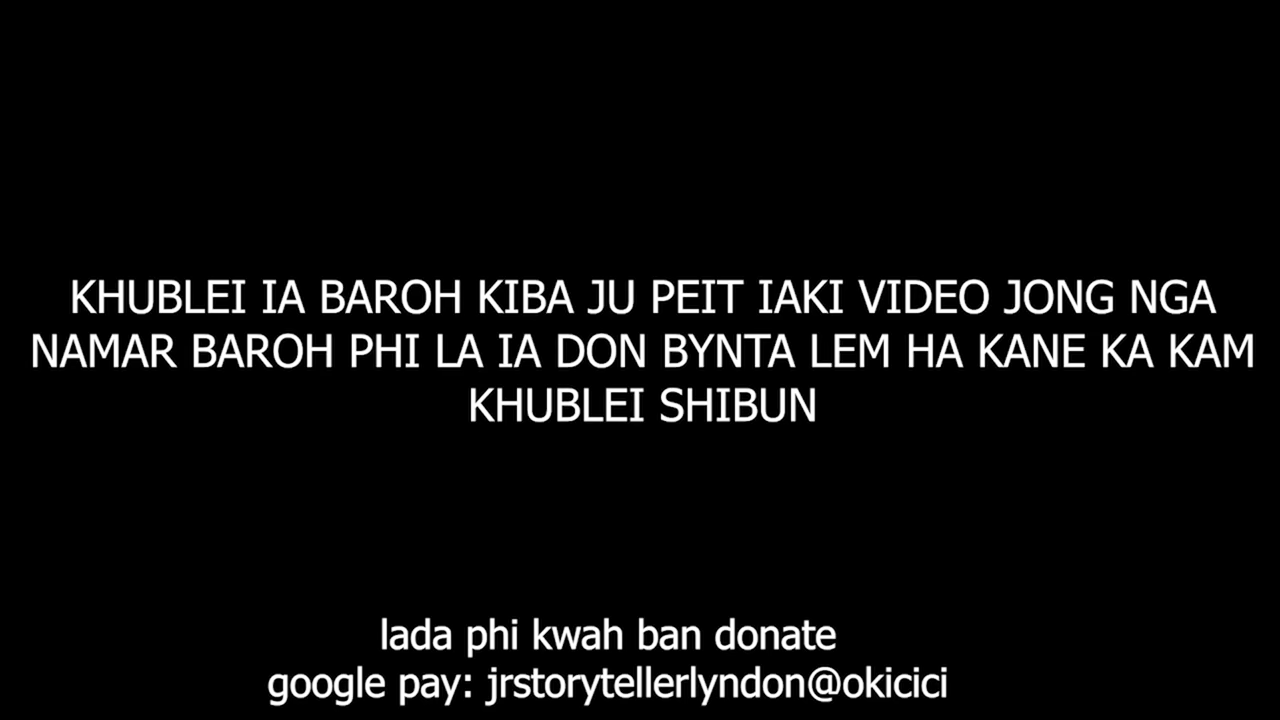 KHUBLEI IA BAROH KIBA JU PEIT IAKI VIDEO JONG NGA
NAMAR BAROH PHI LA IA DON BYNTA LEM HA KANE KA KAM
KHUBLEI SHIBUN
lada phi kwah ban donate
google pay: jrstorytellerlyndon@okicici